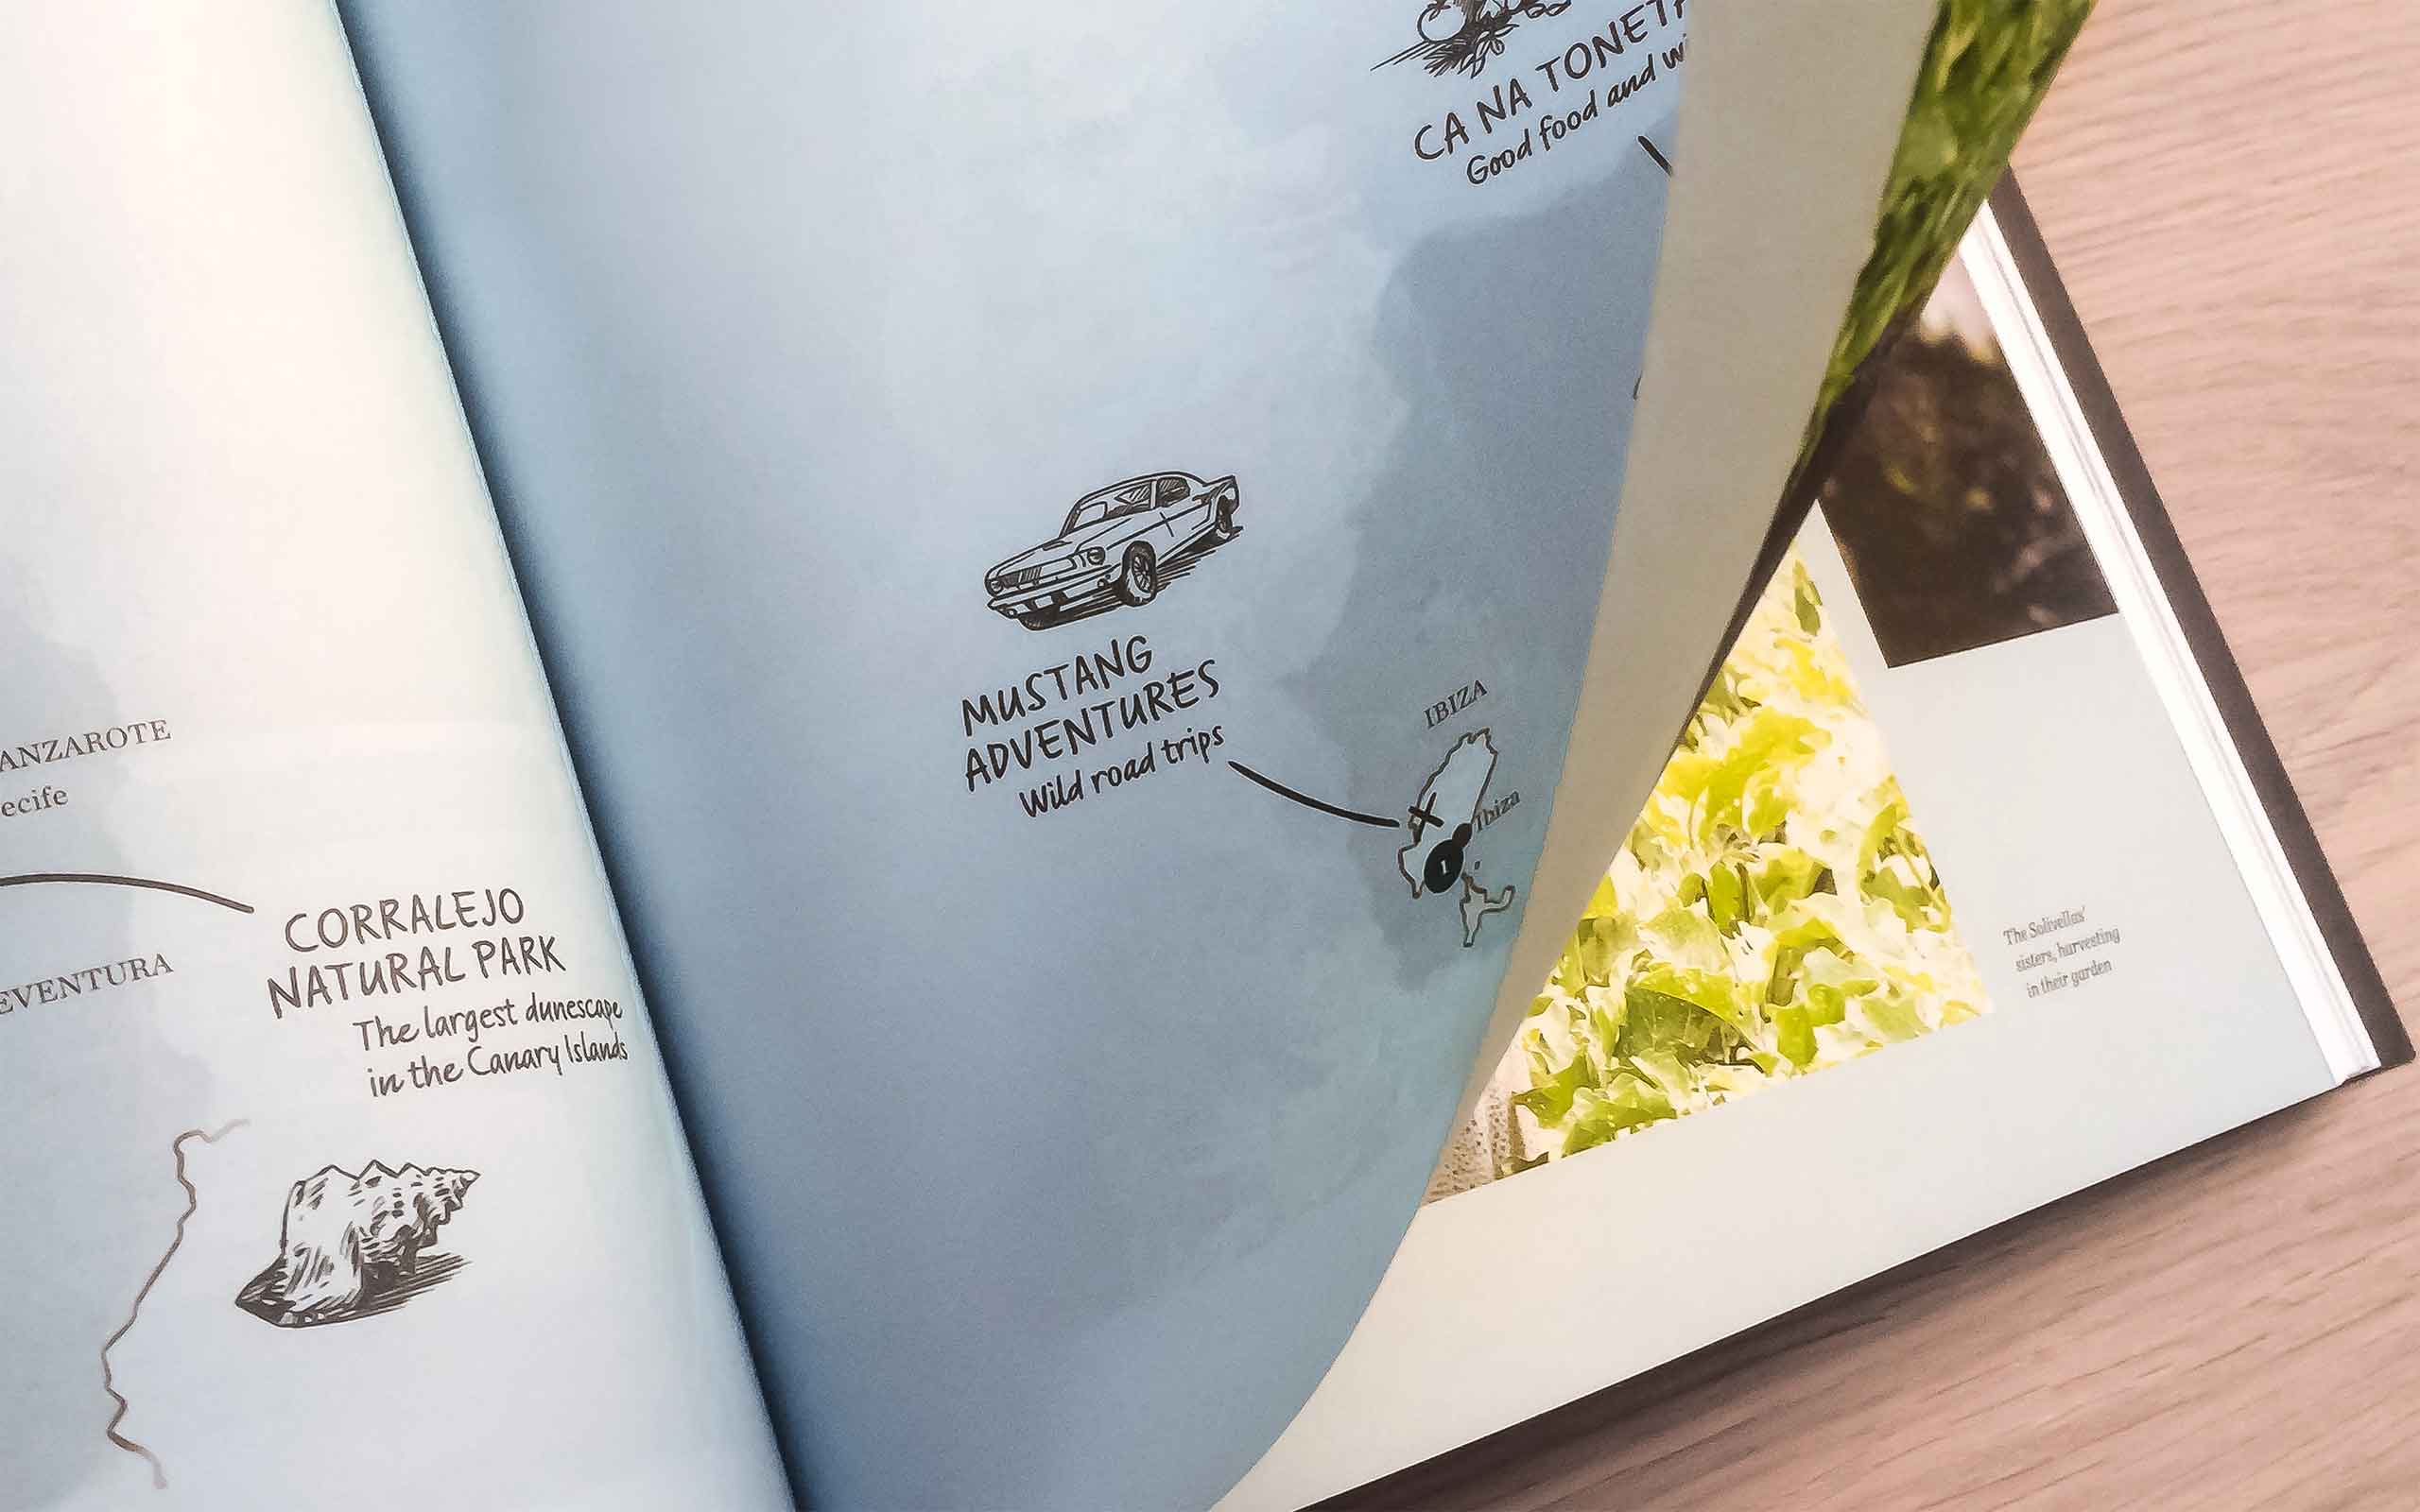 ANZAROTE
ecife
EVENTURA
CORRALEJO
NATURAL PARK
The largest dunescape
in the Canary Islands
CA NA TONETA
Good food and wi
MUSTANG
ADVENTURES
Wild road trips
IBIZA
Ibiza
1
The Solivellas'
sisters, harvesting
in their garden